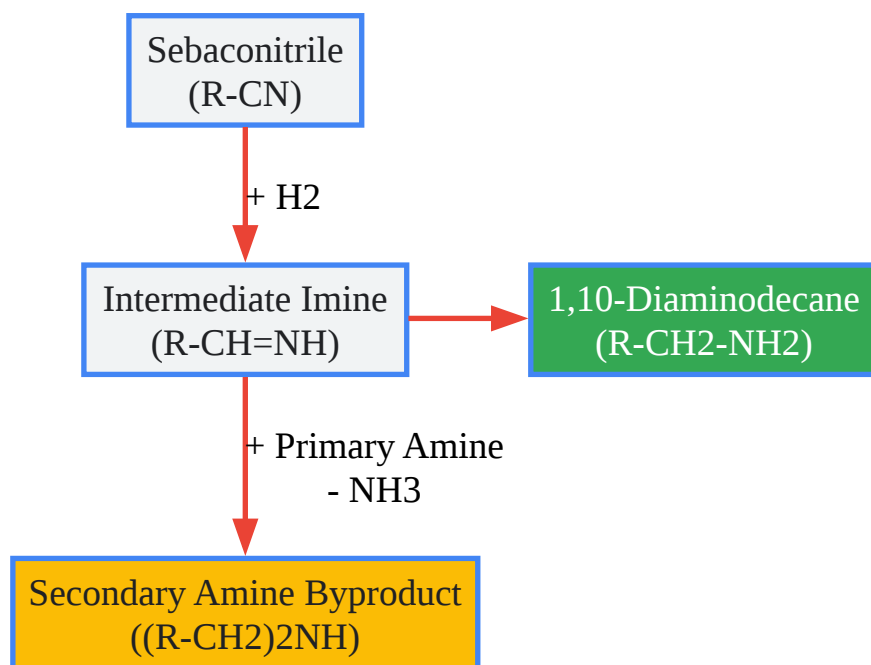 Sebaconitrile
(R-CN)
+ H2
Intermediate Imine
(R-CH=NH)
1,10-Diaminodecane
(R-CH2-NH2)
+ Primary Amine
- NH3
Secondary Amine Byproduct
((R-CH2)2NH)